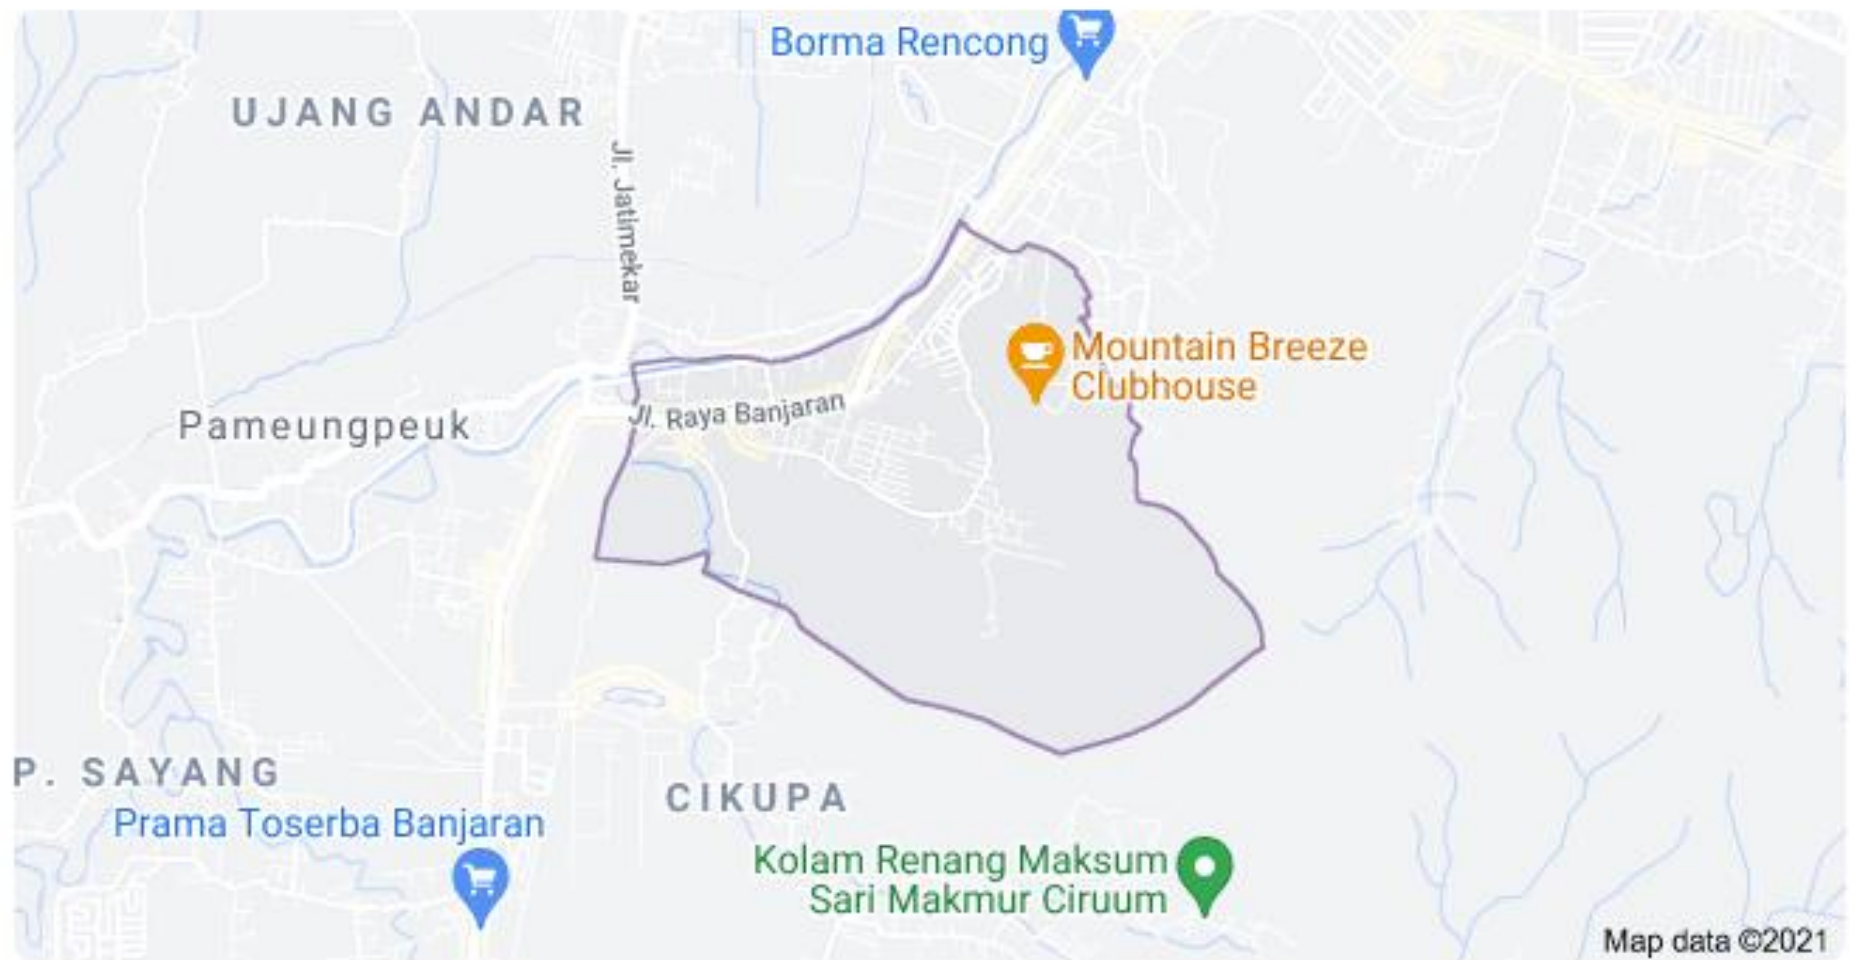 Borma Rencong
UJANG ANDAR
Jl. Jatimekar
Mountain Breeze
Clubhouse
Jl. Raya Banjaran
Pameungpeuk
P. SAYANG
CIKUPA
Prama Toserba Banjaran
Kolam Renang Maksum
Sari Makmur Ciruum
Map data ©2021